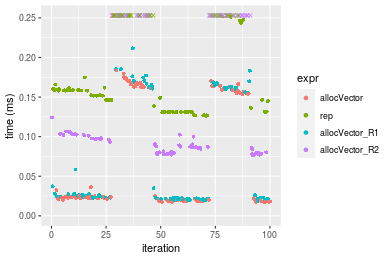 0.25
0.20
0.15
0.10
0.05
0.00
time (ms)
0
25
50
75
100
iteration
expr
allocVector
rep
allocVector_R1
allocVector_R2